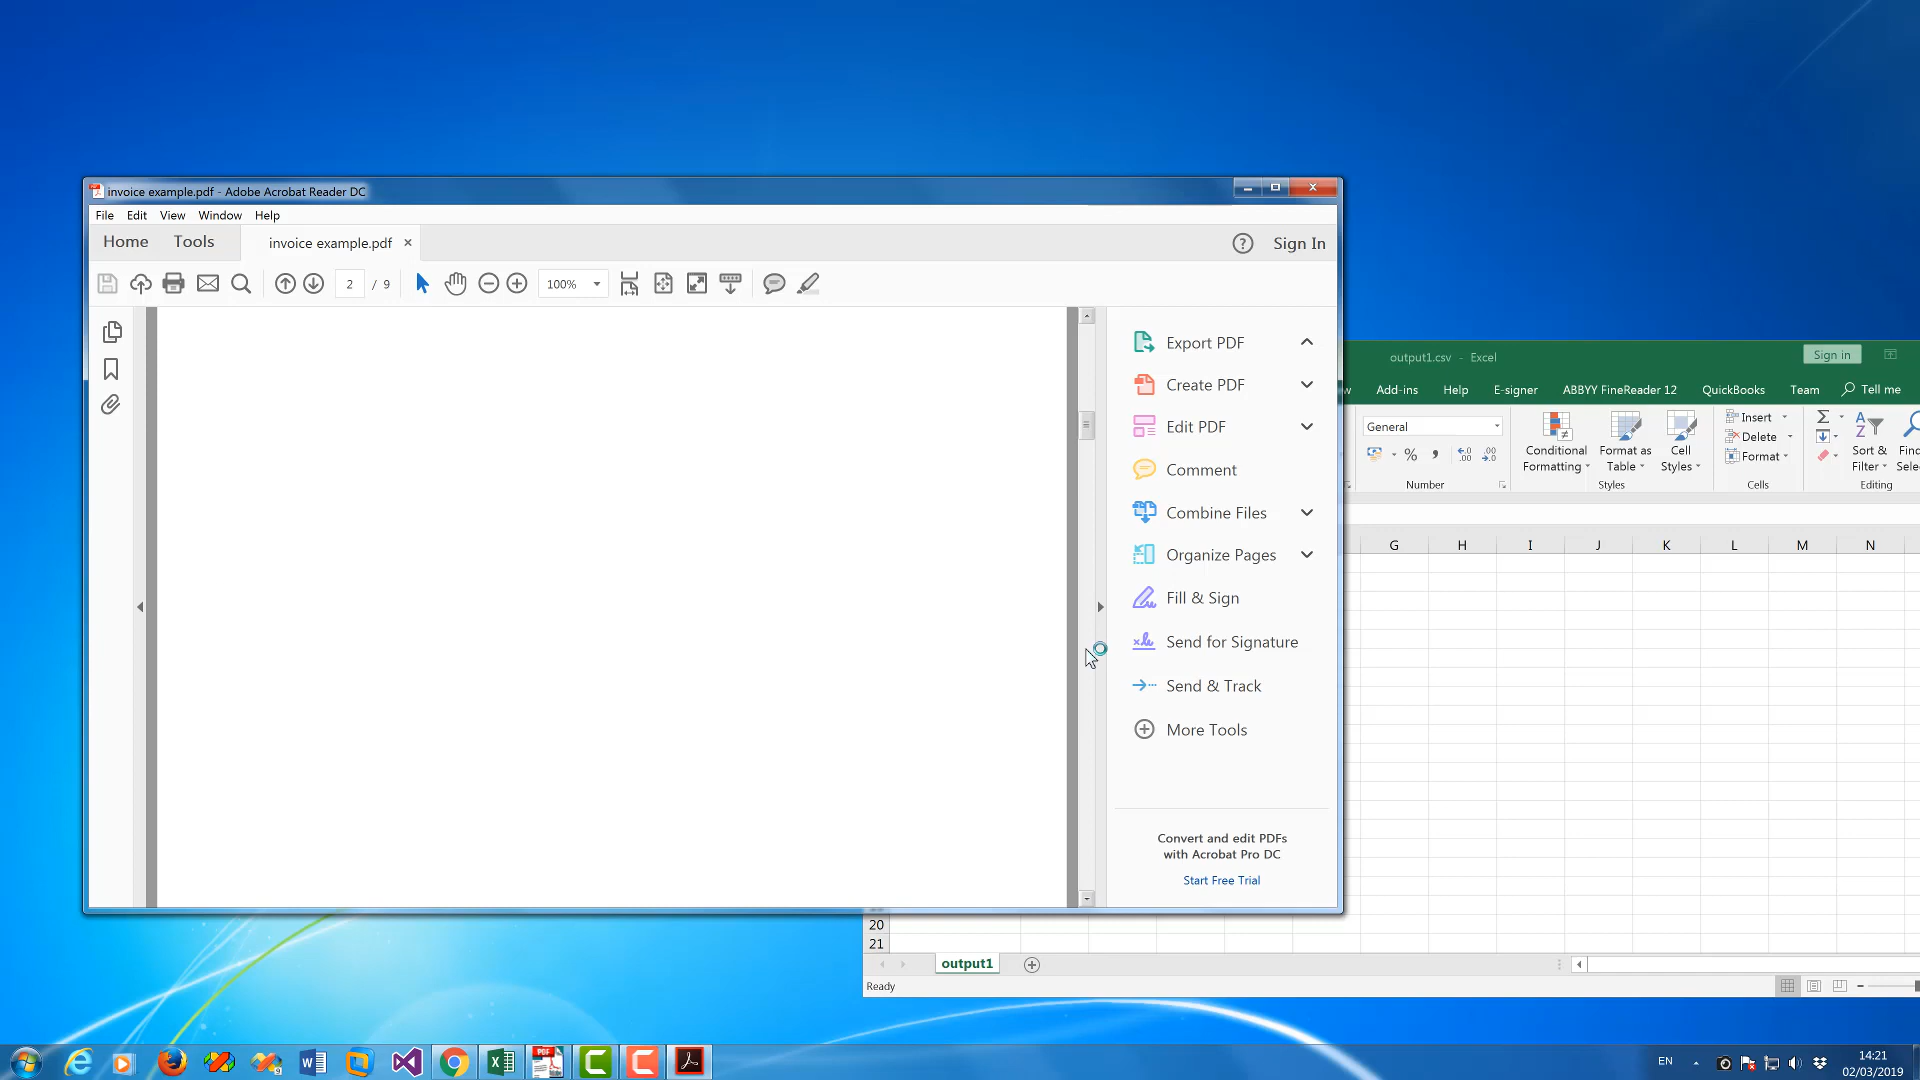 invoice example.pdf - Adobe Acrobat Reader DC
File Edit View Window Help
Home Tools invoice example.pdf × Sign In
2 / 9 100%
Export PDF
Create PDF
Edit PDF
Comment
Combine Files
Organize Pages
Fill & Sign
Send for Signature
Send & Track
More Tools
Convert and edit PDFs
with Acrobat Pro DC
Start Free Trial
output1.csv - Excel Sign in
Add-ins Help E-signer ABBYY FineReader 12 QuickBooks Team Tell me
General
Conditional
Formatting
Format as
Table
Cell
Styles
Insert
Delete
Format
Sort &
Filter
Number Styles Cells Editing
G H I J K L M N
20
21
output1
Ready
EN
14:21
02/03/2019